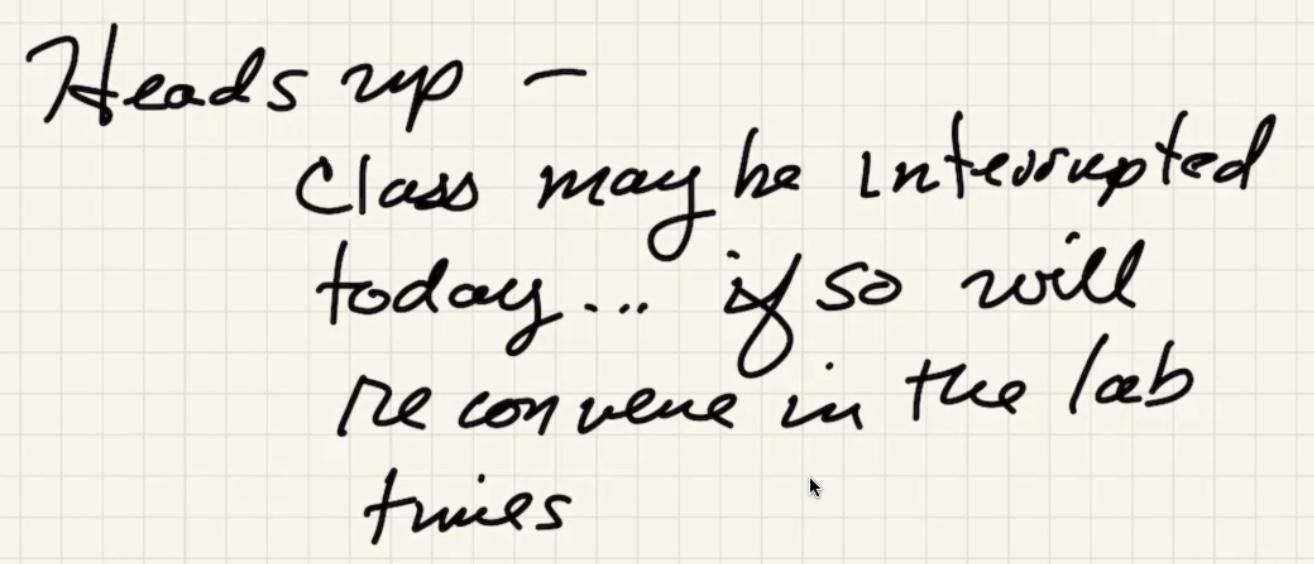 Heads up –
Class may be interrupted
today... if so will
reconvene in the lab
times